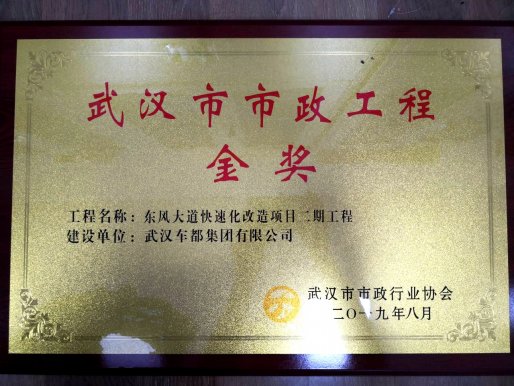 武汉市市政工程
金奖
工程名称：东风大道快速化改造项目二期工程
建设单位：武汉车都集团有限公司
武汉市市政行业协会
二〇一九年八月